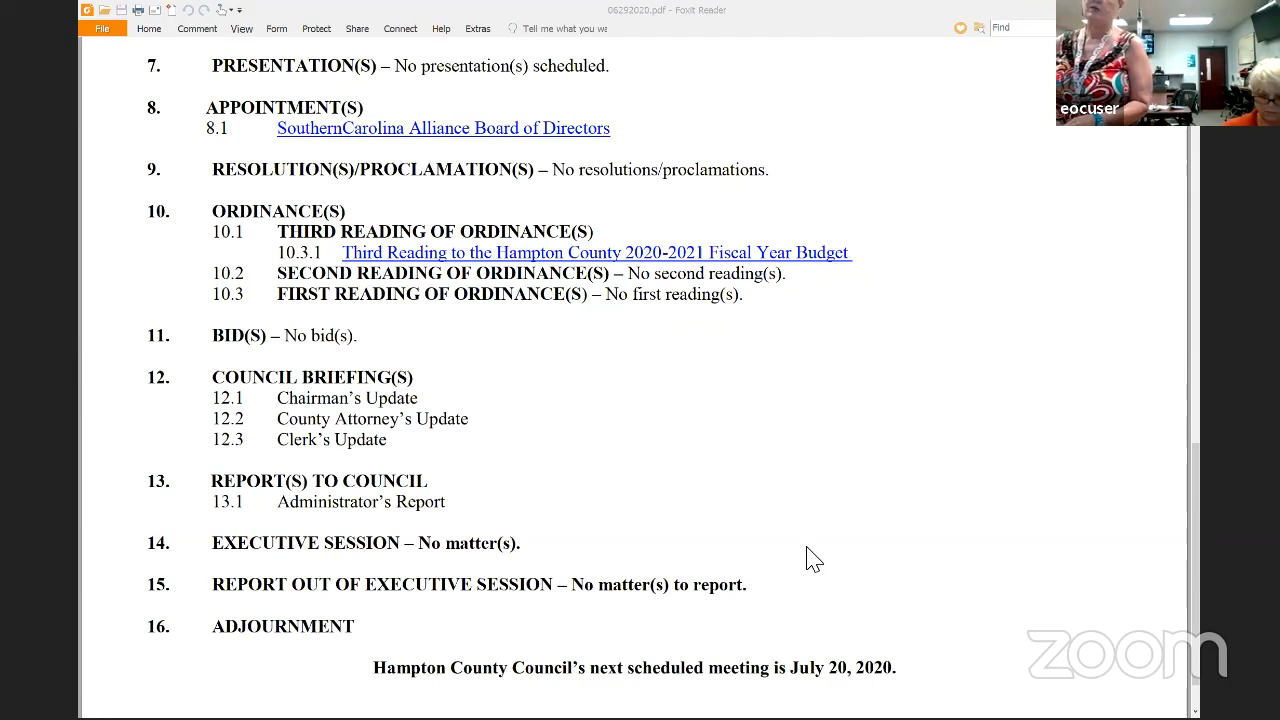 06292020.pdf - Foxit Reader
File Home Comment View Form Protect Share Connect Help Extras Tell me what you wa Find
7. PRESENTATION(S) – No presentation(s) scheduled.
8. APPOINTMENT(S)
8.1 SouthernCarolina Alliance Board of Directors
eocuser
9. RESOLUTION(S)/PROCLAMATION(S) – No resolutions/proclamations.
10. ORDINANCE(S)
10.1 THIRD READING OF ORDINANCE(S)
10.3.1 Third Reading to the Hampton County 2020-2021 Fiscal Year Budget
10.2 SECOND READING OF ORDINANCE(S) – No second reading(s).
10.3 FIRST READING OF ORDINANCE(S) – No first reading(s).
11. BID(S) – No bid(s).
12. COUNCIL BRIEFING(S)
12.1 Chairman's Update
12.2 County Attorney's Update
12.3 Clerk's Update
13. REPORT(S) TO COUNCIL
13.1 Administrator's Report
14. EXECUTIVE SESSION – No matter(s).
15. REPORT OUT OF EXECUTIVE SESSION – No matter(s) to report.
16. ADJOURNMENT
Hampton County Council's next scheduled meeting is July 20, 2020.
zoom